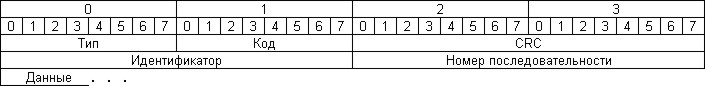 0 1 2 3
0 1 2 3 4 5 6 7 0 1 2 3 4 5 6 7 0 1 2 3 4 5 6 7 0 1 2 3 4 5 6 7
Тип Код CRC
Идентификатор Номер последовательности
Данные . . .